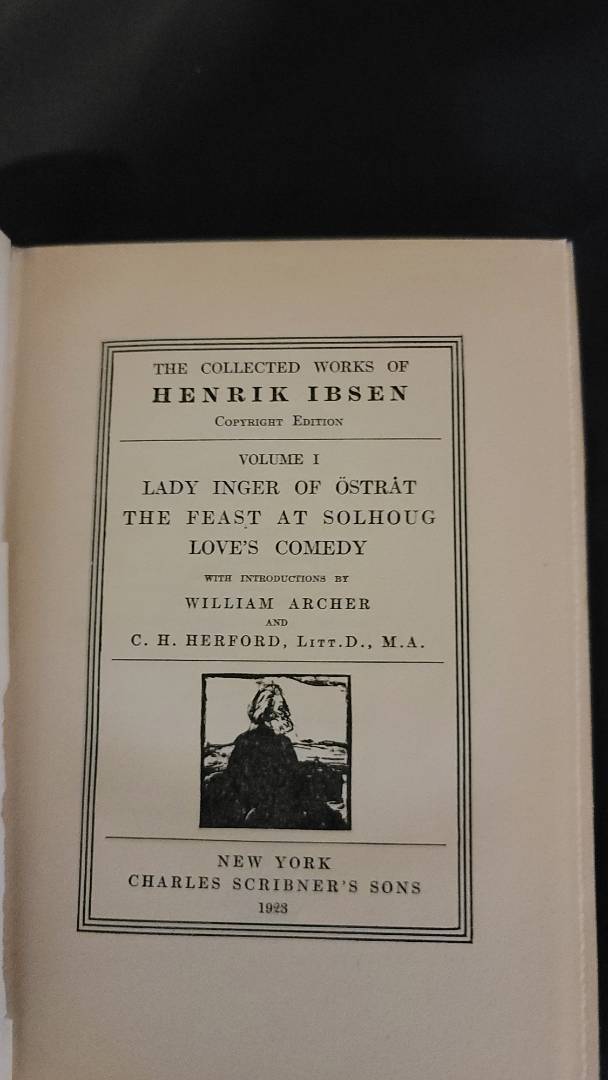 THE COLLECTED WORKS OF
HENRIK IBSEN
COPYRIGHT EDITION
VOLUME I
LADY INGER OF ÖSTRÅT
THE FEAST AT SOLHOUG
LOVE'S COMEDY
WITH INTRODUCTIONS BY
WILLIAM ARCHER
AND
C. H. HERFORD, LITT.D., M.A.
NEW YORK
CHARLES SCRIBNER'S SONS
1923